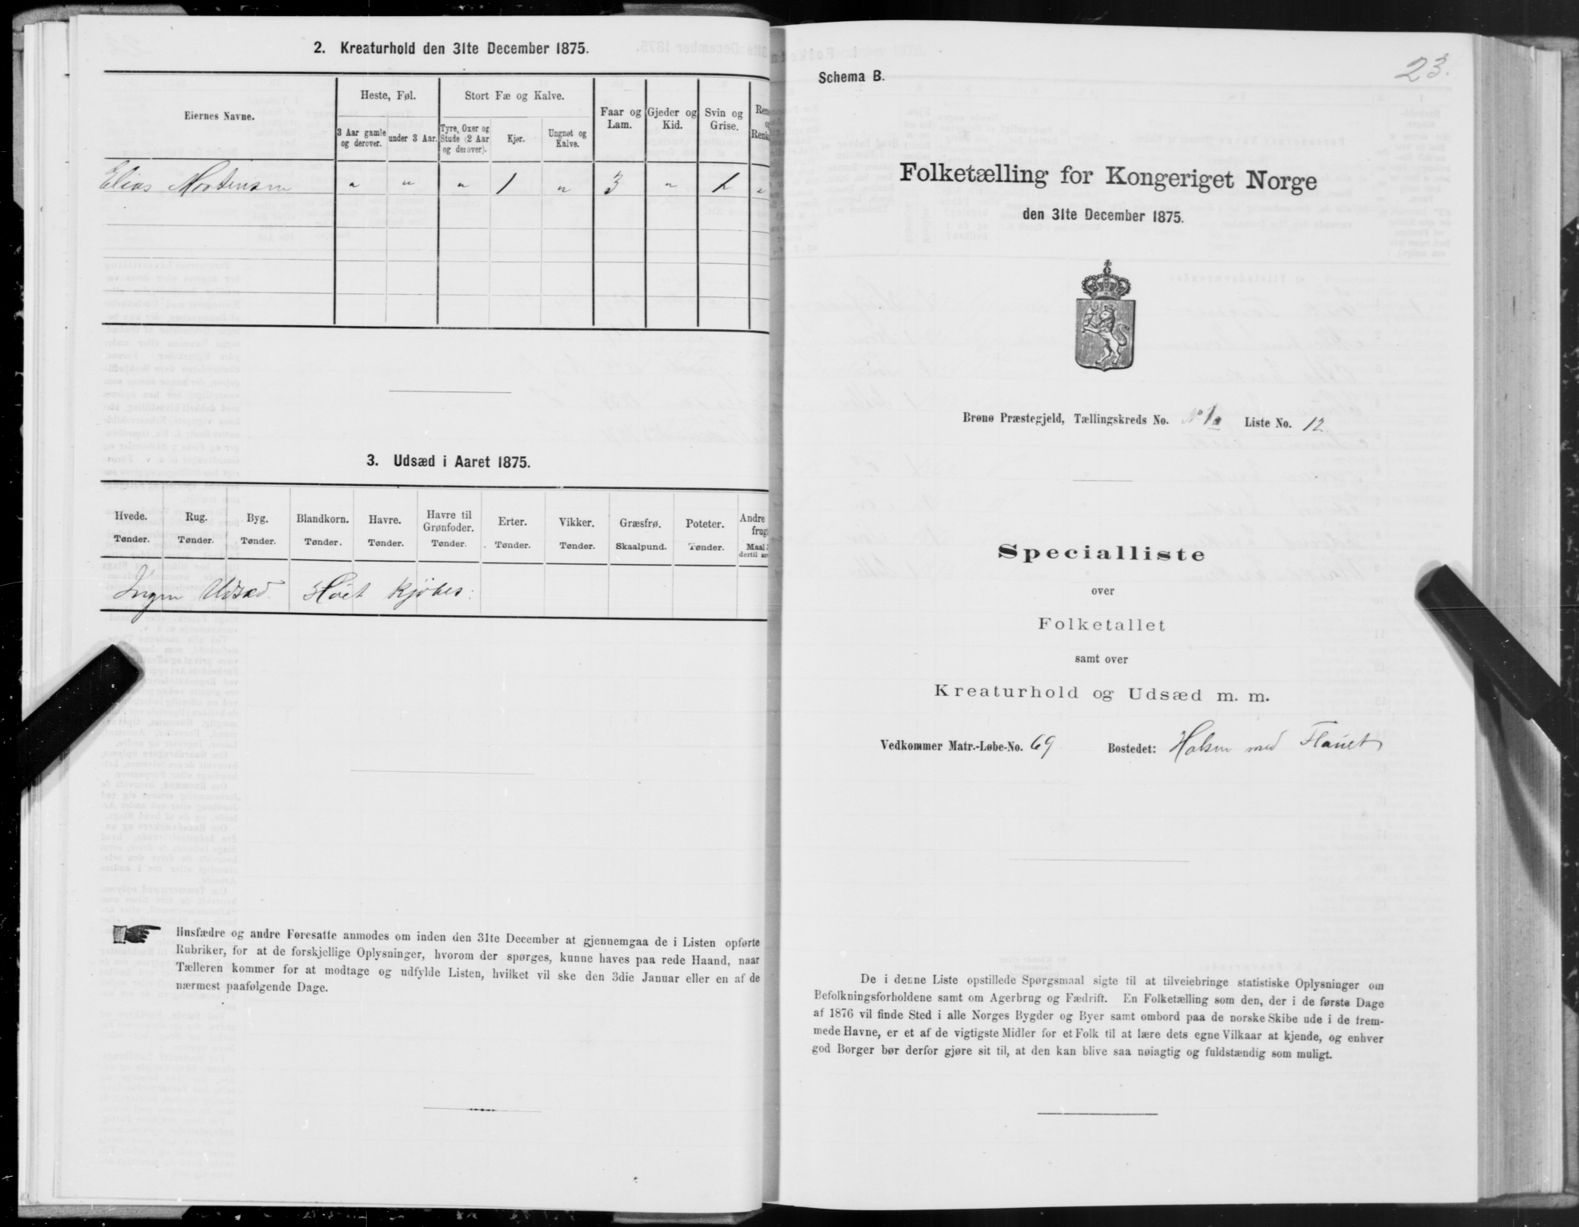 2. Kreaturhold den 31te December 1875.
Eiernes Navne.
Heste, Føl.
Stort Fæ og Kalve.
Faar og Lam.
Gjeder og Kid.
Svin og Grise.
3 Aar gamle og derover.
under 3 Aar.
Tyre, Oxer og Stude (2 Aar og derover).
Kjør.
Ungnøt og Kalve.
Elias Mortensen " " " 1 " 3 " 1 "
3. Udsæd i Aaret 1875.
Hvede. Rug. Byg. Blandkorn. Havre. Havre til Grønfoder. Erter. Vikker. Græsfrø. Poteter. Andre
Tønder. Tønder. Tønder. Tønder. Tønder. Tønder. Tønder. Tønder. Skaalpund. Tønder. Maal
Ingen Udsæd Höet kjöbes:
Husfædre og andre Foresatte anmodes om inden den 31te December at gjennemgaa de i Listen opførte
Rubriker, for at de forskjellige Oplysninger, hvorom der spørges, kunne haves paa rede Haand, naar
Tælleren kommer for at modtage og udfylde Listen, hvilket vil ske den 3die Januar eller en af de
nærmest paafølgende Dage.
23.
Schema B.
Folketælling for Kongeriget Norge
den 31te December 1875.
Brønø Præstegjeld, Tællingskreds No. Liste No. 12
Specialliste
over
Folketallet
samt over
Kreaturhold og Udsæd m. m.
Vedkommer Matr.-Løbe-No. 69 Bostedet: Halsen med Flauet
De i denne Liste opstillede Spørgsmaal sigte til at tilveiebringe statistiske Oplysninger om
Befolkningsforholdene samt om Agerbrug og Fædrift. En Folketælling som den, der i de første Dage
af 1876 vil finde Sted i alle Norges Bygder og Byer samt ombord paa de norske Skibe ude i de frem-
mede Havne, er et af de vigtigste Midler for et Folk til at lære dets egne Vilkaar at kjende, og enhver
god Borger bør derfor gjøre sit til, at den kan blive saa nøiagtig og fuldstændig som muligt.